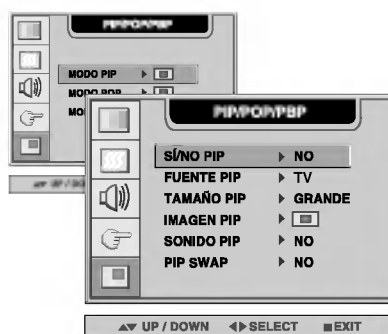 PIP/POP/PBP
MODO PIP
MODO POP
PIP/POP/PBP
SÍ/NO PIP NO
FUENTE PIP TV
TAMAÑO PIP GRANDE
IMAGEN PIP
SONIDO PIP NO
PIP SWAP NO
UP / DOWN SELECT EXIT